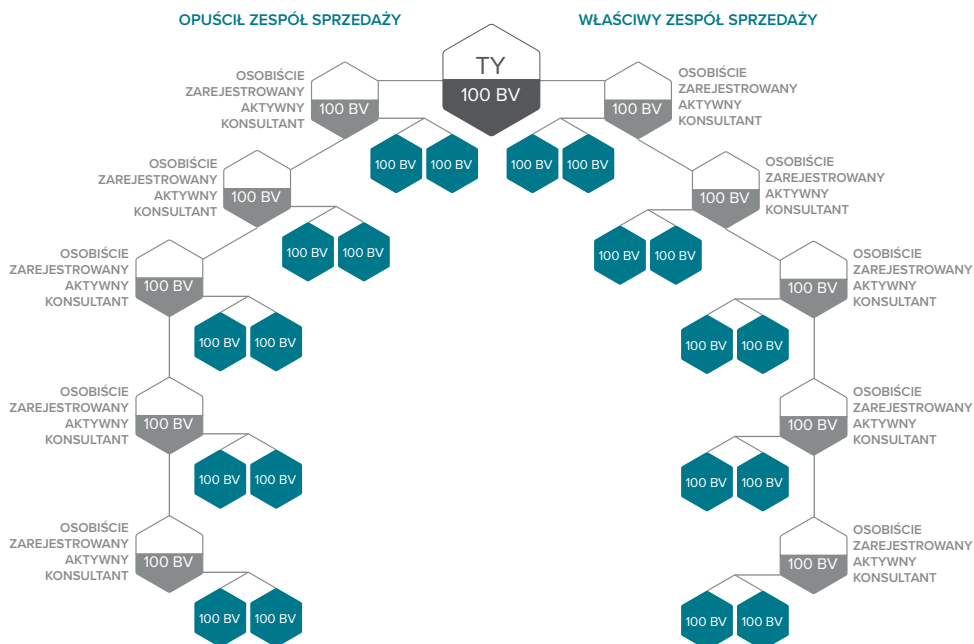 OPUŚCIŁ ZESPÓŁ SPRZEDAŻY
WŁAŚCIWY ZESPÓŁ SPRZEDAŻY
TY
100 BV
OSOBIŚCIE
ZAREJESTROWANY
AKTYWNY
KONSULTANT
100 BV
100 BV
OSOBIŚCIE
ZAREJESTROWANY
AKTYWNY
KONSULTANT
100 BV 100 BV
100 BV 100 BV
OSOBIŚCIE
ZAREJESTROWANY
AKTYWNY
KONSULTANT
100 BV
100 BV
OSOBIŚCIE
ZAREJESTROWANY
AKTYWNY
KONSULTANT
100 BV 100 BV
100 BV 100 BV
OSOBIŚCIE
ZAREJESTROWANY
AKTYWNY
KONSULTANT
100 BV
100 BV
OSOBIŚCIE
ZAREJESTROWANY
AKTYWNY
KONSULTANT
100 BV 100 BV
100 BV 100 BV
OSOBIŚCIE
ZAREJESTROWANY
AKTYWNY
KONSULTANT
100 BV
100 BV
OSOBIŚCIE
ZAREJESTROWANY
AKTYWNY
KONSULTANT
100 BV 100 BV
100 BV 100 BV
OSOBIŚCIE
ZAREJESTROWANY
AKTYWNY
KONSULTANT
100 BV
100 BV
OSOBIŚCIE
ZAREJESTROWANY
AKTYWNY
KONSULTANT
100 BV 100 BV
100 BV 100 BV